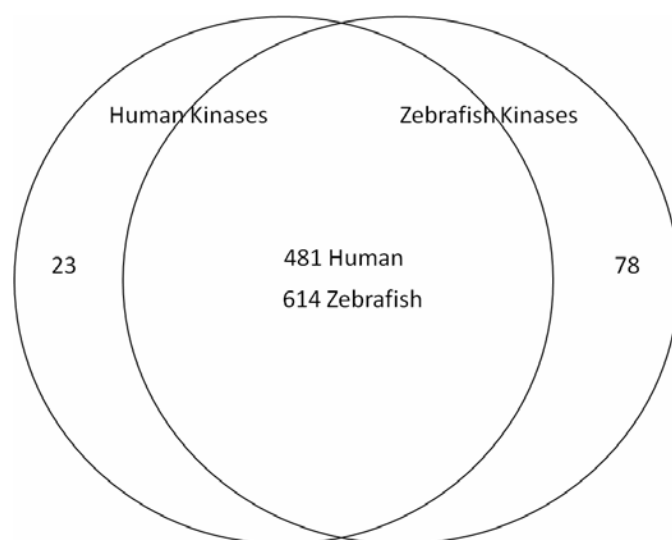 Human Kinases
Zebrafish Kinases
23
481 Human
614 Zebrafish
78